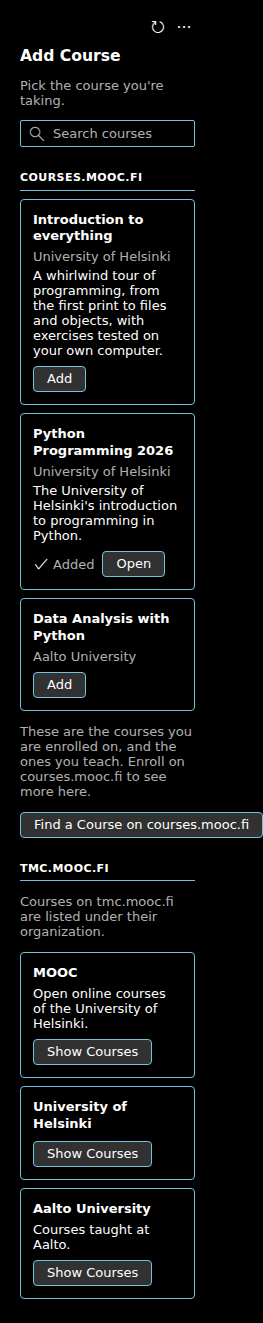 Add Course
Pick the course you're
taking.
Search courses
COURSES.MOOC.FI
Introduction to
everything
University of Helsinki
A whirlwind tour of
programming, from
the first print to files
and objects, with
exercises tested on
your own computer.
Add
Python
Programming 2026
University of Helsinki
The University of
Helsinki's introduction
to programming in
Python.
Added
Open
Data Analysis with
Python
Aalto University
Add
These are the courses you
are enrolled on, and the
ones you teach. Enroll on
courses.mooc.fi to see
more here.
Find a Course on courses.mooc.fi
TMC.MOOC.FI
Courses on tmc.mooc.fi
are listed under their
organization.
MOOC
Open online courses
of the University of
Helsinki.
Show Courses
University of
Helsinki
Show Courses
Aalto University
Courses taught at
Aalto.
Show Courses